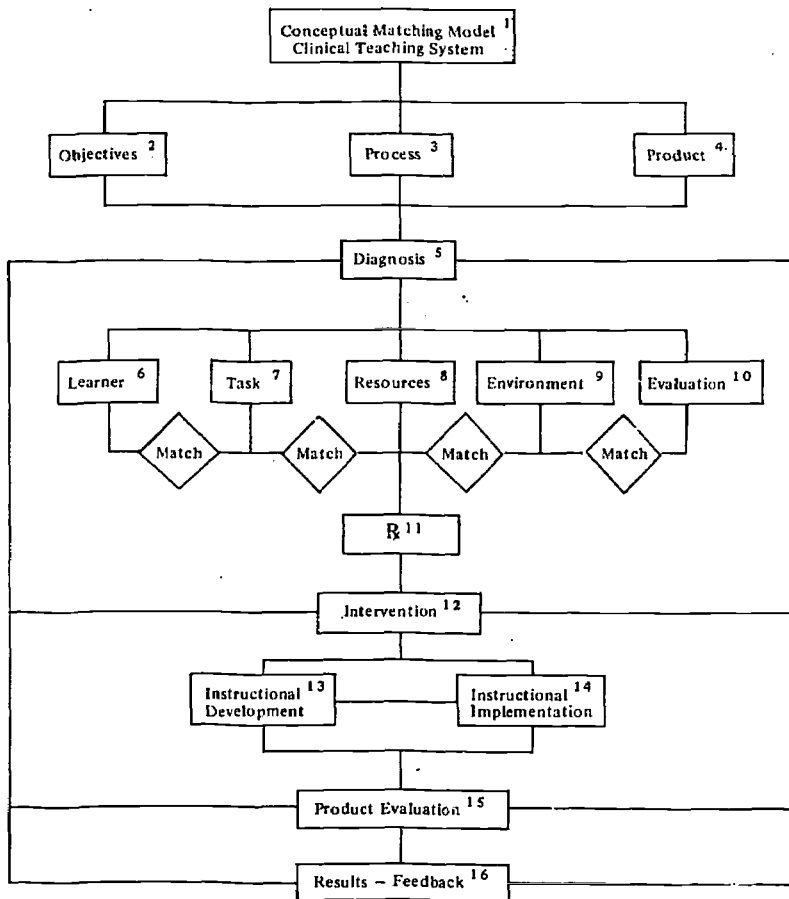 Conceptual Matching Model 1
Clinical Teaching System
Objectives 2
Process 3
Product 4.
Diagnosis 5
Learner 6
Task 7
Resources 8
Environment 9
Evaluation 10
Match
Match
Match
Match
℞ 11
Intervention 12
Instructional 13
Development
Instructional 14
Implementation
Product Evaluation 15
Results – Feedback 16